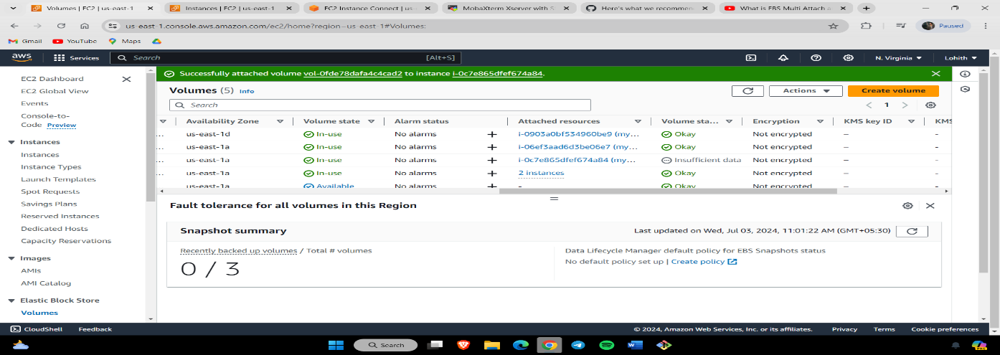 Volumes | EC2 | us-east-1
Instances | EC2 | us-east-1
EC2 Instance Connect | us-
MobaXterm Xserver with S
Here's what we recommen
What is EBS Multi Attach a
us-east-1.console.aws.amazon.com/ec2/home?region=us-east-1#Volumes:
Paused
Gmail YouTube Maps
aws Services Search [Alt+S] N. Virginia Lohith
EC2 Dashboard
EC2 Global View
Events
Console-to-
Code Preview
Instances
Instances
Instance Types
Launch Templates
Spot Requests
Savings Plans
Reserved Instances
Dedicated Hosts
Capacity Reservations
Images
AMIs
AMI Catalog
Elastic Block Store
Volumes
Successfully attached volume vol-0fde78dafa4c4cad2 to instance i-0c7e865dfef674a84.
Volumes (5) Info
Actions
Create volume
Search
1
Availability Zone Volume state Alarm status Attached resources Volume sta... Encryption KMS key ID KMS
... us-east-1d In-use No alarms + i-0903a0bf534960be9 (my... Okay Not encrypted – -
... us-east-1a In-use No alarms + i-06ef3aad6d3be06e7 (my... Okay Not encrypted – -
... us-east-1a In-use No alarms + i-0c7e865dfef674a84 (my... Insufficient data Not encrypted – -
... us-east-1a In-use No alarms + 2 instances Okay Not encrypted – -
us-east-1a Available No alarms + - Okay Not encrypted – -
Fault tolerance for all volumes in this Region
Snapshot summary
Last updated on Wed, Jul 03, 2024, 11:01:22 AM (GMT+05:30)
Recently backed up volumes / Total # volumes
0 / 3
Data Lifecycle Manager default policy for EBS Snapshots status
No default policy set up | Create policy
CloudShell Feedback © 2024, Amazon Web Services, Inc. or its affiliates. Privacy Terms Cookie preferences
Search